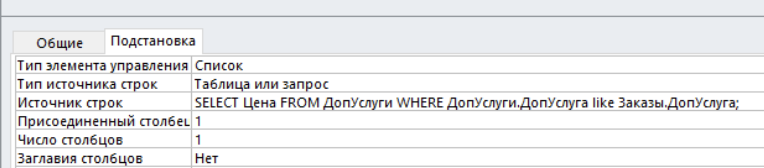 Общие Подстановка
Тип элемента управления Список
Тип источника строк Таблица или запрос
Источник строк SELECT Цена FROM ДопУслуги WHERE ДопУслуги.ДопУслуга like Заказы.ДопУслуга;
Присоединенный столбец 1
Число столбцов 1
Заглавия столбцов Нет